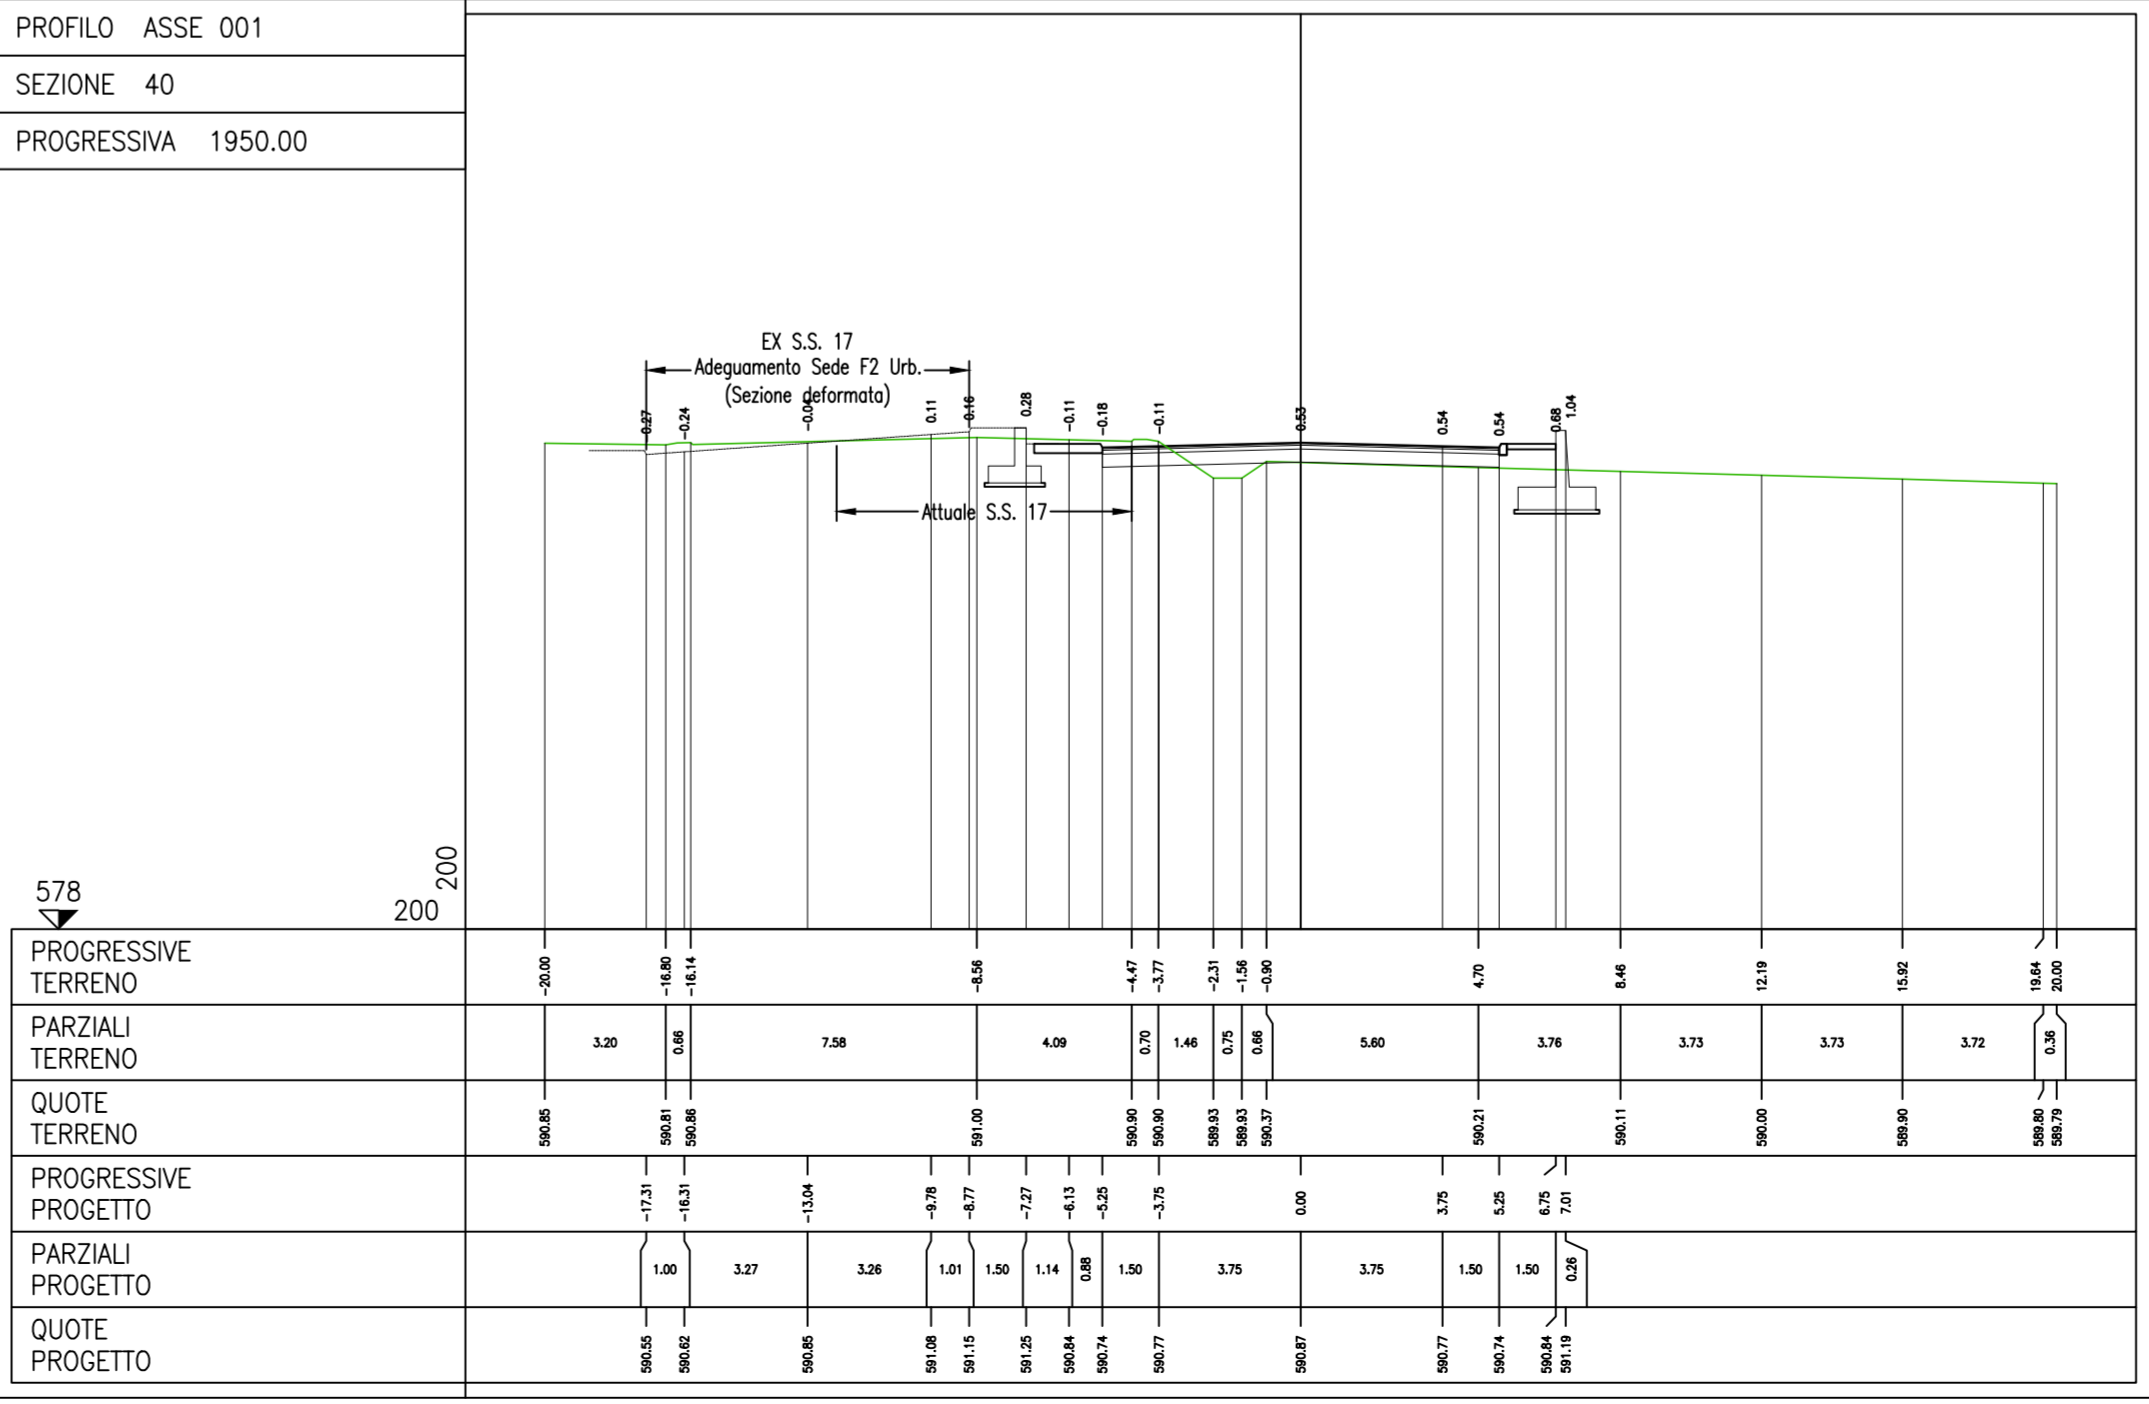 PROFILO ASSE 001
SEZIONE 40
PROGRESSIVA 1950.00
EX S.S. 17
Adeguamento Sede F2 Urb.
(Sezione deformata)
-0.27 -0.24 -0.04 0.11 0.16 0.28 -0.11 -0.18 -0.11 0.53 0.54 0.54 0.68 1.04
Attuale S.S. 17
578
200
200
PROGRESSIVE
TERRENO
-20.00 -16.80 -16.14 -8.56 -4.47 -3.77 -2.31 -1.56 -0.90 4.70 8.46 12.19 15.92 19.64 20.00
PARZIALI
TERRENO
3.20 0.66 7.58 4.09 0.70 1.46 0.75 0.66 5.60 3.76 3.73 3.73 3.72 0.36
QUOTE
TERRENO
590.85 590.81 590.86 591.00 590.90 590.90 589.93 589.93 590.37 590.21 590.11 590.00 589.90 589.80 589.79
PROGRESSIVE
PROGETTO
-17.31 -16.31 -13.04 -9.78 -8.77 -7.27 -6.13 -5.25 -3.75 0.00 3.75 5.25 6.75 7.01
PARZIALI
PROGETTO
1.00 3.27 3.26 1.01 1.50 1.14 0.88 1.50 3.75 3.75 1.50 1.50 0.26
QUOTE
PROGETTO
590.55 590.62 590.85 591.08 591.15 591.25 590.84 590.74 590.77 590.87 590.77 590.74 590.84 591.19